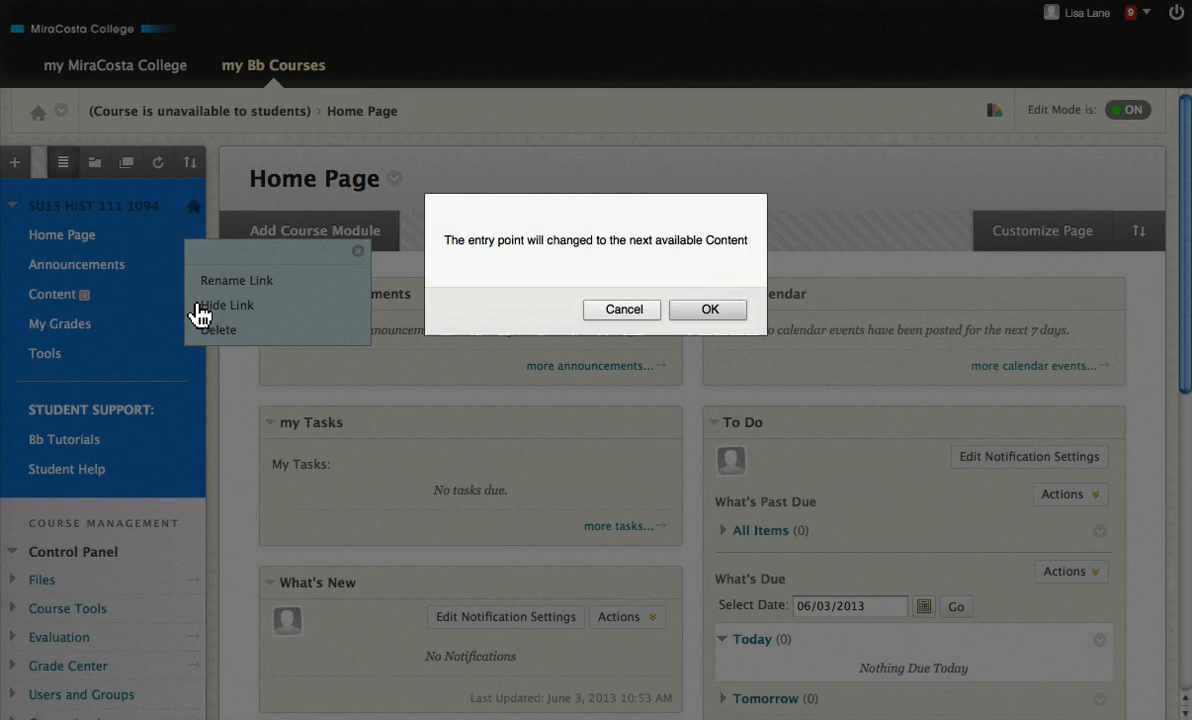 MiraCosta College
Lisa Lane
9
my MiraCosta College
my Bb Courses
(Course is unavailable to students) › Home Page
Edit Mode is:
ON
SU13 HIST 111 1094
Home Page
Announcements
Content
My Grades
Tools
STUDENT SUPPORT:
Bb Tutorials
Student Help
COURSE MANAGEMENT
Control Panel
Files
Course Tools
Evaluation
Grade Center
Users and Groups
Rename Link
Hide Link
Delete
Home Page
Add Course Module
Customize Page
The entry point will changed to the next available Content
Cancel
OK
more announcements...
calendar events have been posted for the next 7 days.
more calendar events...
my Tasks
My Tasks:
No tasks due.
more tasks...
What's New
Edit Notification Settings
Actions
No Notifications
Last Updated: June 3, 2013 10:53 AM
To Do
Edit Notification Settings
What's Past Due
Actions
All Items (0)
What's Due
Actions
Select Date:
06/03/2013
Go
Today (0)
Nothing Due Today
Tomorrow (0)